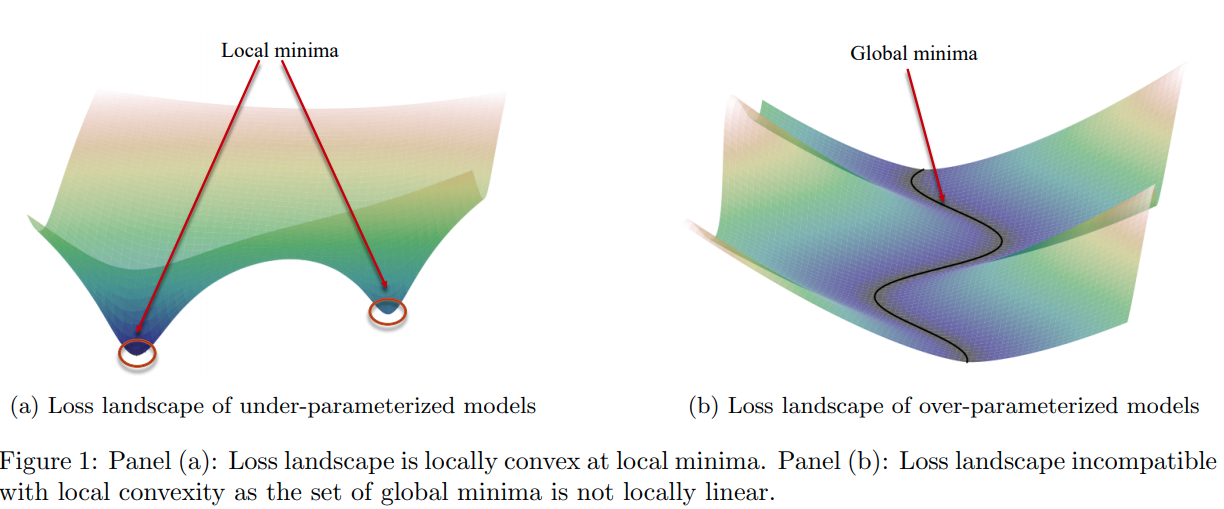 Local minima
Global minima
(a) Loss landscape of under-parameterized models
(b) Loss landscape of over-parameterized models
Figure 1: Panel (a): Loss landscape is locally convex at local minima. Panel (b): Loss landscape incompatible
with local convexity as the set of global minima is not locally linear.